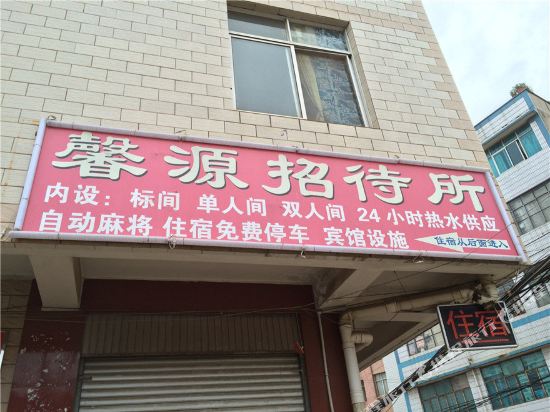 馨源招待所
内设：标间 单人间 双人间 24小时热水供应
自动麻将 住宿免费停车 宾馆设施
住宿从后面进入
住宿